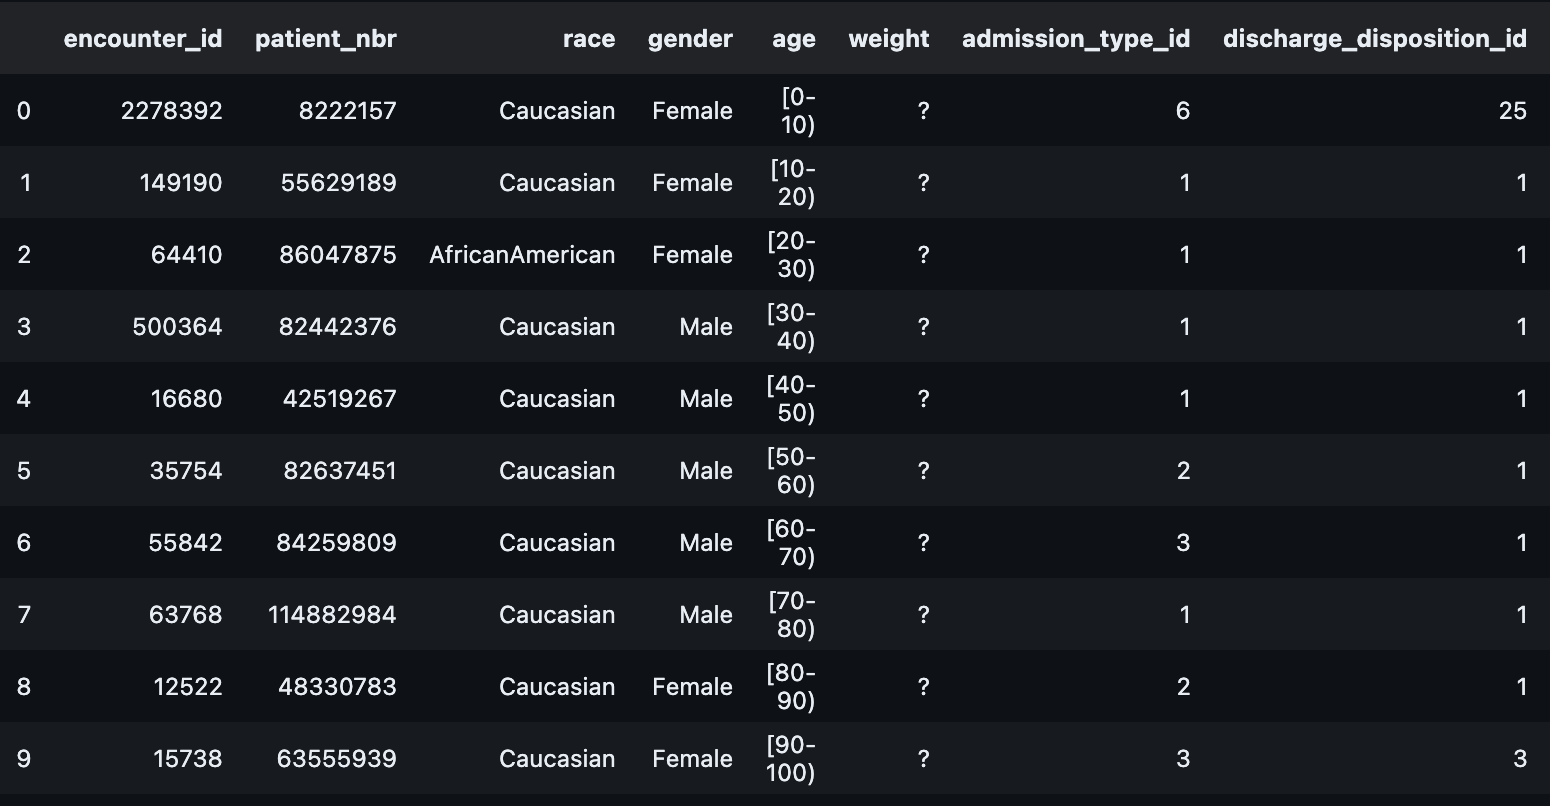 encounter_id patient_nbr race gender age weight admission_type_id discharge_disposition_id
0 2278392 8222157 Caucasian Female [0-10) ? 6 25
1 149190 55629189 Caucasian Female [10-20) ? 1 1
2 64410 86047875 AfricanAmerican Female [20-30) ? 1 1
3 500364 82442376 Caucasian Male [30-40) ? 1 1
4 16680 42519267 Caucasian Male [40-50) ? 1 1
5 35754 82637451 Caucasian Male [50-60) ? 2 1
6 55842 84259809 Caucasian Male [60-70) ? 3 1
7 63768 114882984 Caucasian Male [70-80) ? 1 1
8 12522 48330783 Caucasian Female [80-90) ? 2 1
9 15738 63555939 Caucasian Female [90-100) ? 3 3